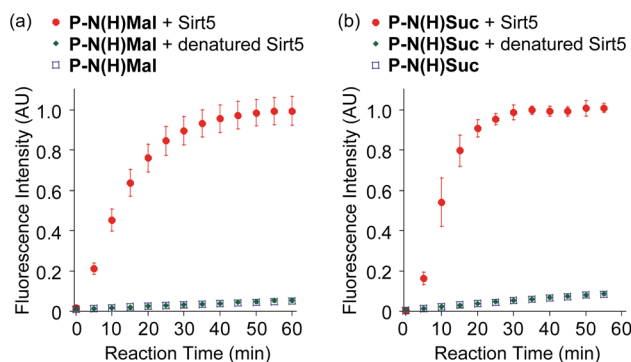 (a)
P-N(H)Mal + Sirt5
P-N(H)Mal + denatured Sirt5
P-N(H)Mal
Fluorescence Intensity (AU)
1.0
0.8
0.6
0.4
0.2
0
0 10 20 30 40 50 60
Reaction Time (min)
(b)
P-N(H)Suc + Sirt5
P-N(H)Suc + denatured Sirt5
P-N(H)Suc
Fluorescence Intensity (AU)
1.0
0.8
0.6
0.4
0.2
0
0 10 20 30 40 50 60
Reaction Time (min)